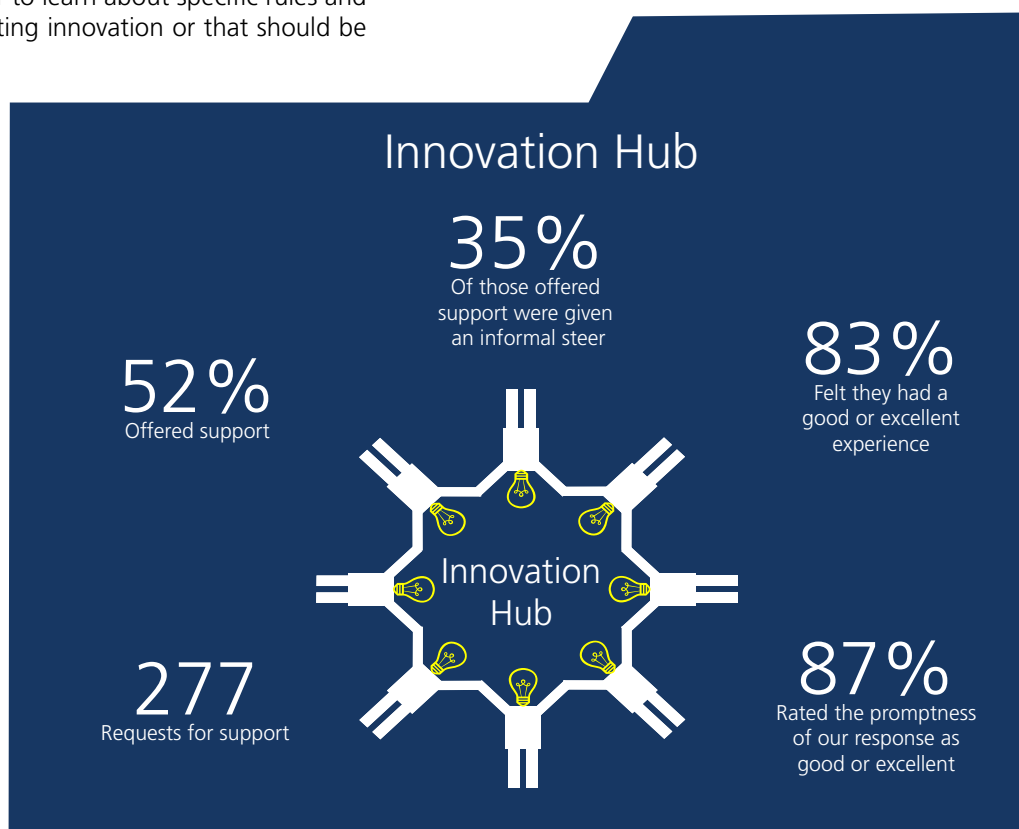 to learn about specific rules and
ting innovation or that should be
Innovation Hub
35%
Of those offered
support were given
an informal steer
52%
Offered support
83%
Felt they had a
good or excellent
experience
Innovation
Hub
277
Requests for support
87%
Rated the promptness
of our response as
good or excellent